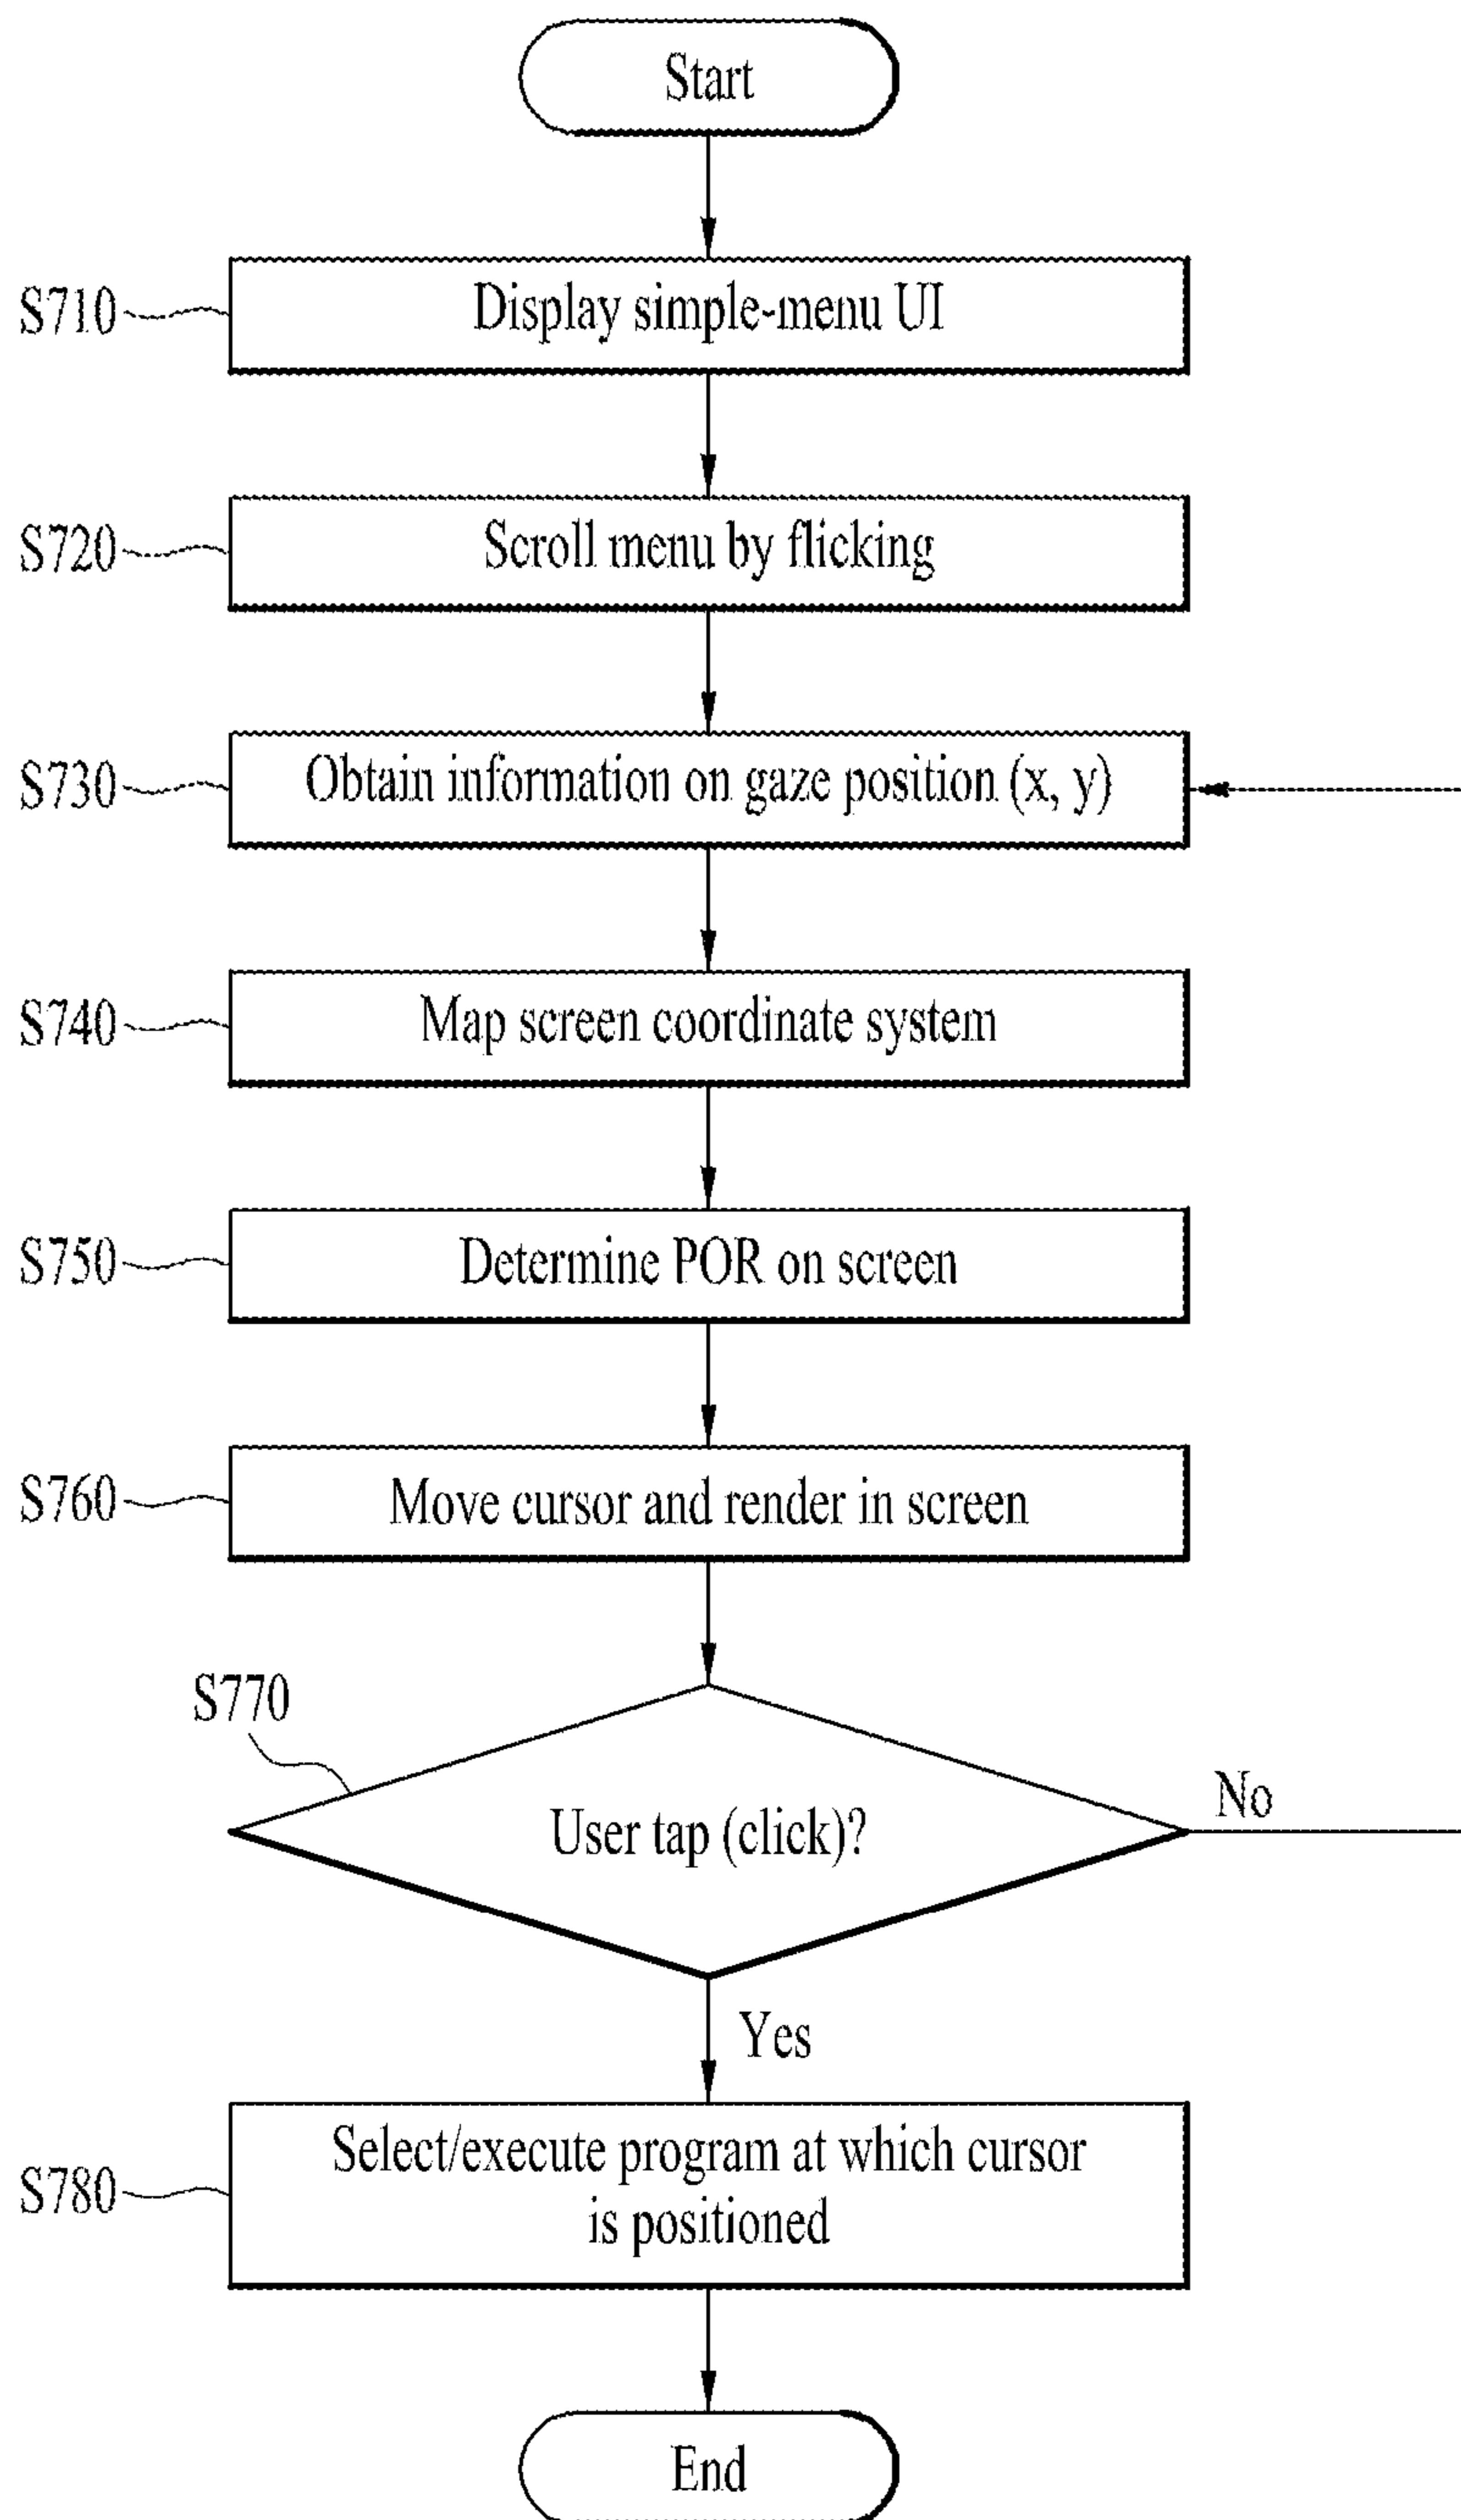 Start
S710
Display simple-menu UI
S720
Scroll menu by flicking
S730
Obtain information on gaze position (x, y)
S740
Map screen coordinate system
S750
Determine POR on screen
S760
Move cursor and render in screen
S770
User tap (click)?
No
Yes
S780
Select/execute program at which cursor
is positioned
End